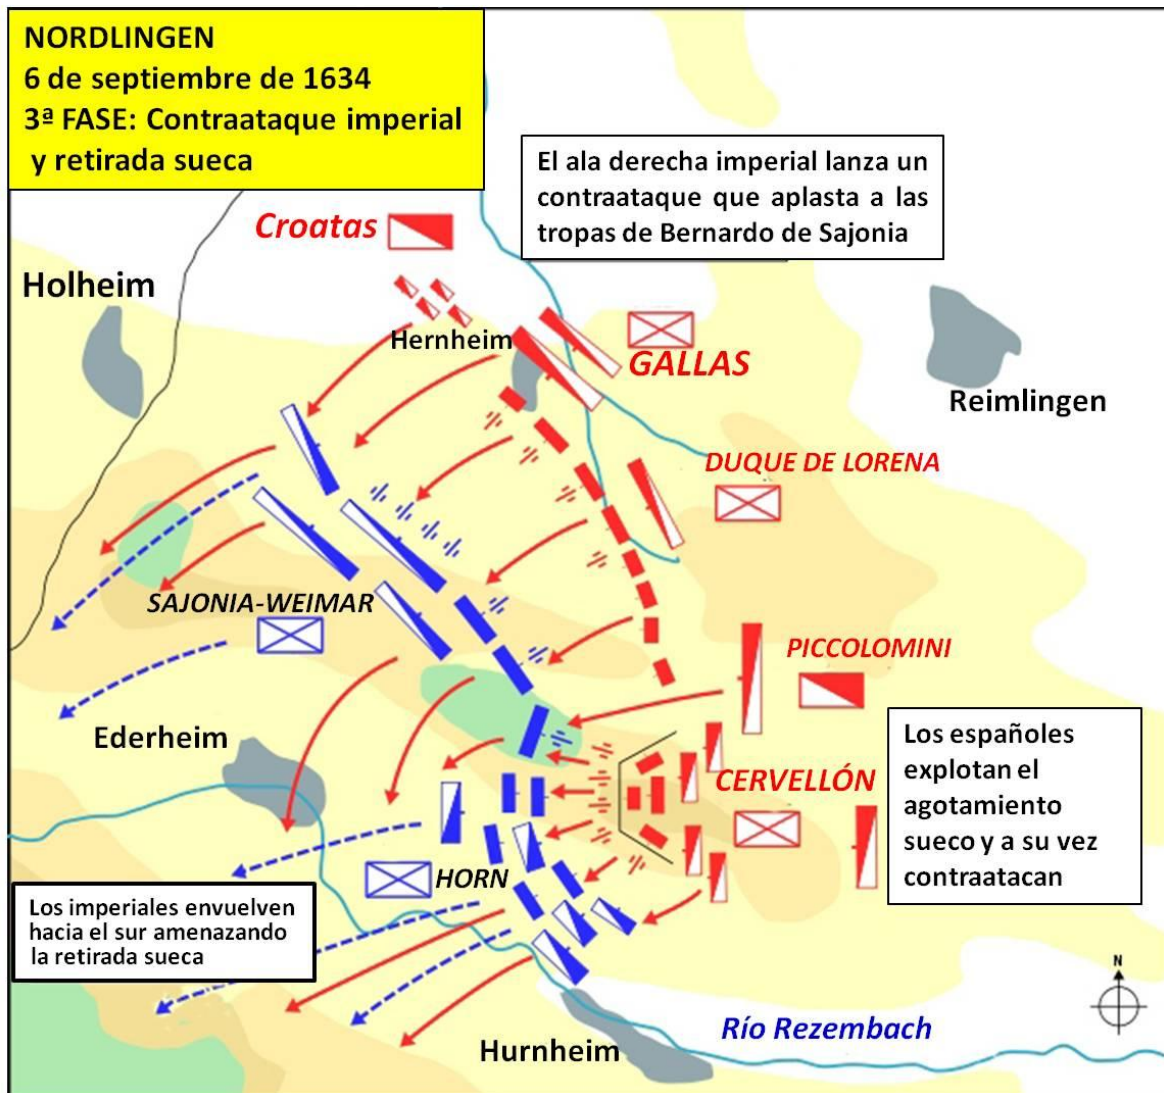 NORDLINGEN
6 de septiembre de 1634
3ª FASE: Contraataque imperial
y retirada sueca
El ala derecha imperial lanza un
contraataque que aplasta a las
tropas de Bernardo de Sajonia
Croatas
Holheim
Hernheim
GALLAS
Reimlingen
DUQUE DE LORENA
SAJONIA-WEIMAR
PICCOLOMINI
Ederheim
CERVELLÓN
Los españoles
explotan el
agotamiento
sueco y a su vez
contraatacan
HORN
Los imperiales envuelven
hacia el sur amenazando
la retirada sueca
N
Río Rezembach
Hurnheim